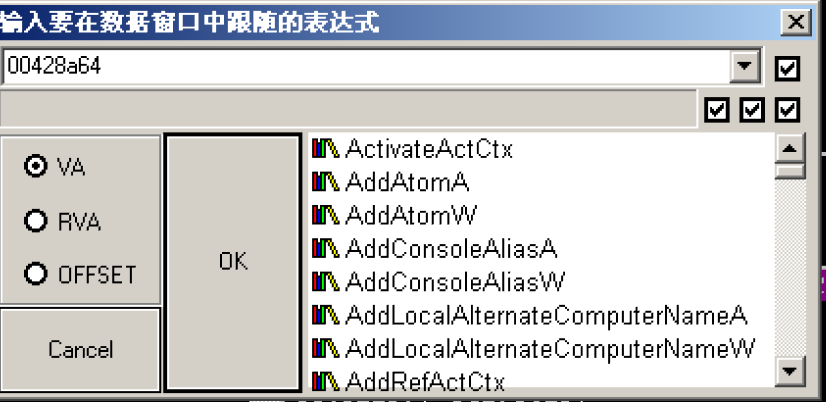 输入要在数据窗口中跟随的表达式
00428a64
VA
RVA
OFFSET
OK
Cancel
ActivateActCtx
AddAtomA
AddAtomW
AddConsoleAliasA
AddConsoleAliasW
AddLocalAlternateComputerNameA
AddLocalAlternateComputerNameW
AddRefActCtx